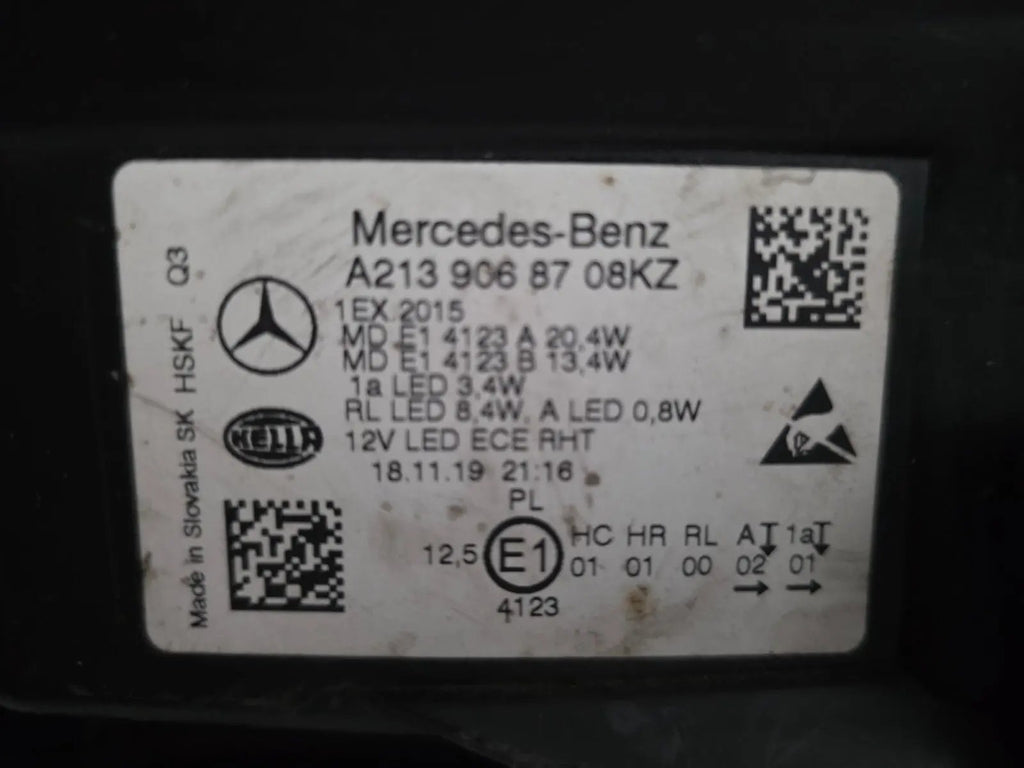 Mercedes-Benz
A213 906 87 08KZ
1EX.2015
MD E1 4123 A 20,4W
MD E1 4123 B 13,4W
1a LED 3,4W
RL LED 8,4W, A LED 0,8W
12V LED ECE RHT
18.11.19 21:16
PL
HELLA
Made in Slovakia SK HSKF Q3
12,5 E1
4123
HC HR RL A 1a
01 01 00 02 01